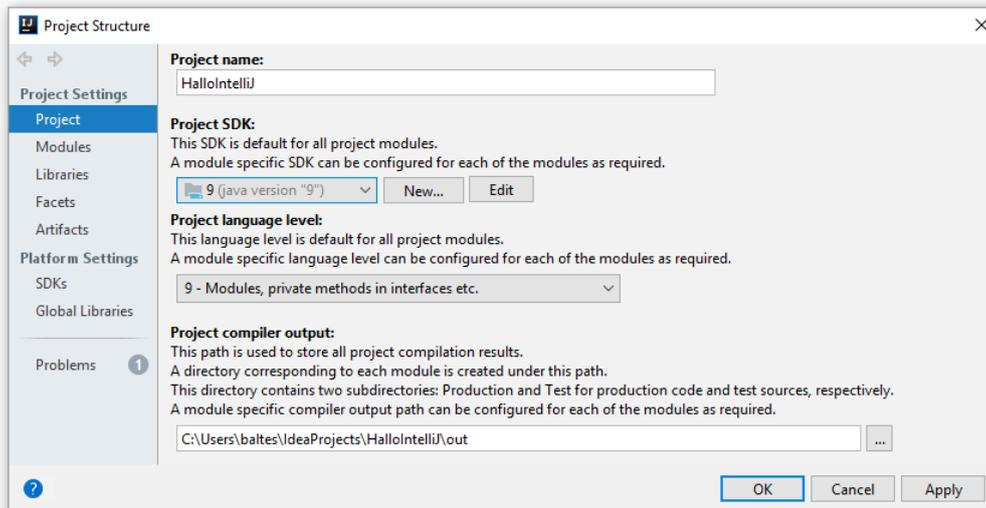 IJ Project Structure
Project name:
HalloIntelliJ
Project Settings
Project
Modules
Libraries
Facets
Artifacts
Platform Settings
SDKs
Global Libraries
Problems 1
Project SDK:
This SDK is default for all project modules.
A module specific SDK can be configured for each of the modules as required.
9 (java version "9") New... Edit
Project language level:
This language level is default for all project modules.
A module specific language level can be configured for each of the modules as required.
9 - Modules, private methods in interfaces etc.
Project compiler output:
This path is used to store all project compilation results.
A directory corresponding to each module is created under this path.
This directory contains two subdirectories: Production and Test for production code and test sources, respectively.
A module specific compiler output path can be configured for each of the modules as required.
C:\Users\baltes\IdeaProjects\HalloIntelliJ\out ...
? OK Cancel Apply